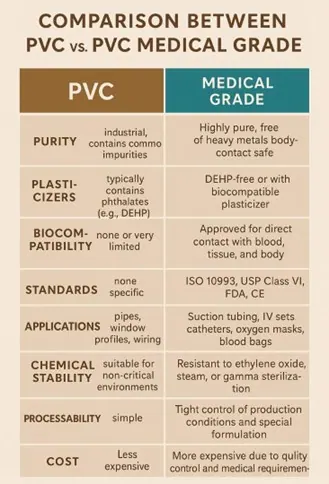 COMPARISON BETWEEN
PVC vs. PVC MEDICAL GRADE
PVC
MEDICAL
GRADE
PURITY
industrial,
contains commo
impurities
Highly pure, free
of heavy metals body-
contact safe
PLASTI-
CIZERS
typically
contains
phthalates
(e.g., DEHP)
DEHP-free or with
biocompatible
plasticizer
BIOCOM-
PATIBILITY
none or very
limited
Approved for direct
contact with blood,
tissue, and body
STANDARDS
none
specific
ISO 10993, USP Class VI,
FDA, CE
APPLICATIONS
pipes,
window
profiles, wiring
Suction tubing, IV sets
catheters, oxygen masks,
blood bags
CHEMICAL
STABILITY
suitable for
non-critical
environments
Resistant to ethylene oxide,
steam, or gamma steriliza-
tion
PROCESSABILITY
simple
Tight control of production
conditions and special
formulation
COST
Less
expensive
More expensive due to qulity
control and medical requiremen-